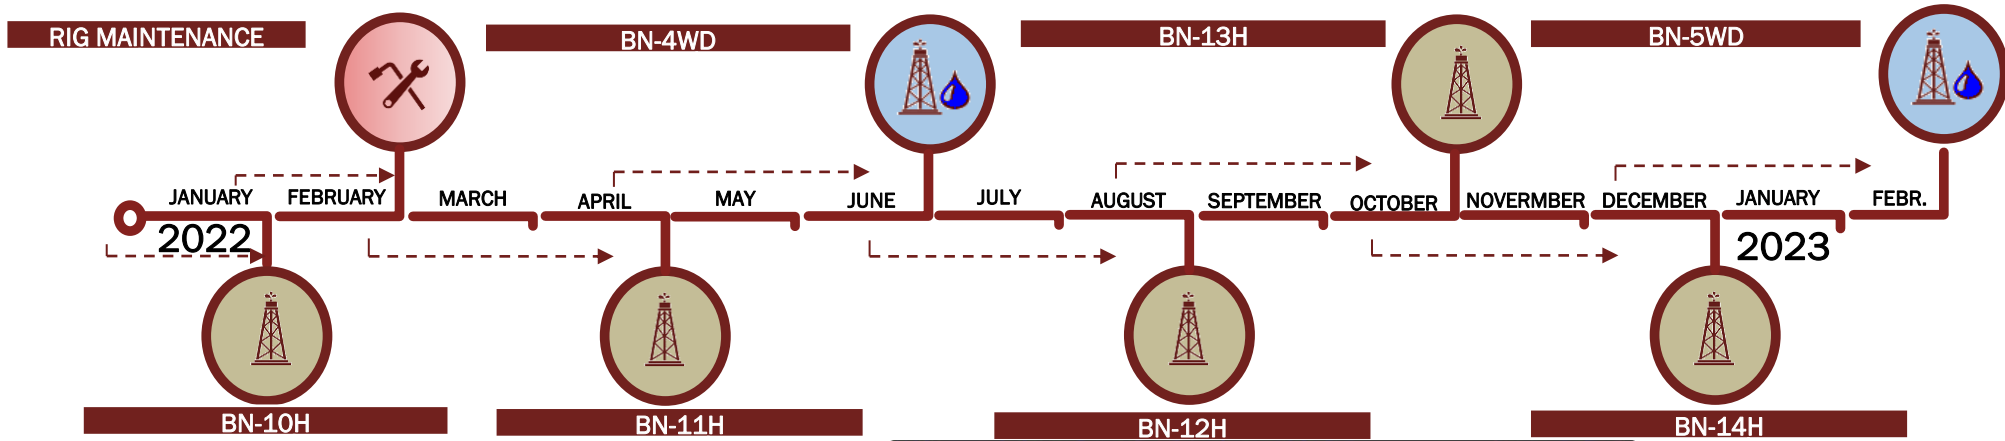 RIG MAINTENANCE
BN-4WD
BN-13H
BN-5WD
JANUARY
FEBRUARY
MARCH
APRIL
MAY
JUNE
JULY
AUGUST
SEPTEMBER
OCTOBER
NOVERMBER
DECEMBER
JANUARY
FEBR.
2022
2023
BN-10H
BN-11H
BN-12H
BN-14H